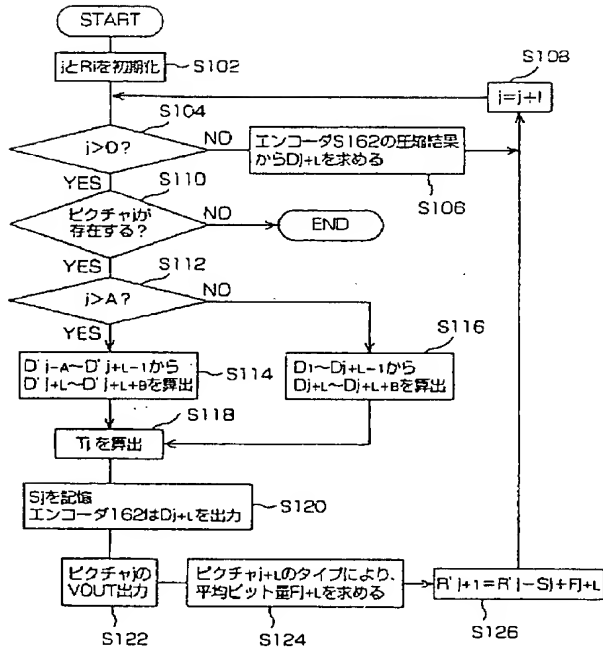 START
jとRiを初期化
S102
S108
j=j+1
S104
j>0?
NO
エンコーダS162の圧縮結果
からDj+Lを求める
S106
YES
S110
ピクチャjが
存在する?
NO
END
YES
S112
j>A?
NO
YES
S116
D'j-A~D'j+L-1から
D'j+L~D'j+L+Bを算出
S114
D1~Dj+L-1から
Dj+L~Dj+L+Bを算出
S118
Tjを算出
Sjを記憶
エンコーダ162はDj+Lを出力
S120
ピクチャjの
VOUT出力
S122
ピクチャj+Lのタイプにより、
平均ビット量Fj+Lを求める
S124
R'j+1=R'j-Sj+Fj+L
S126